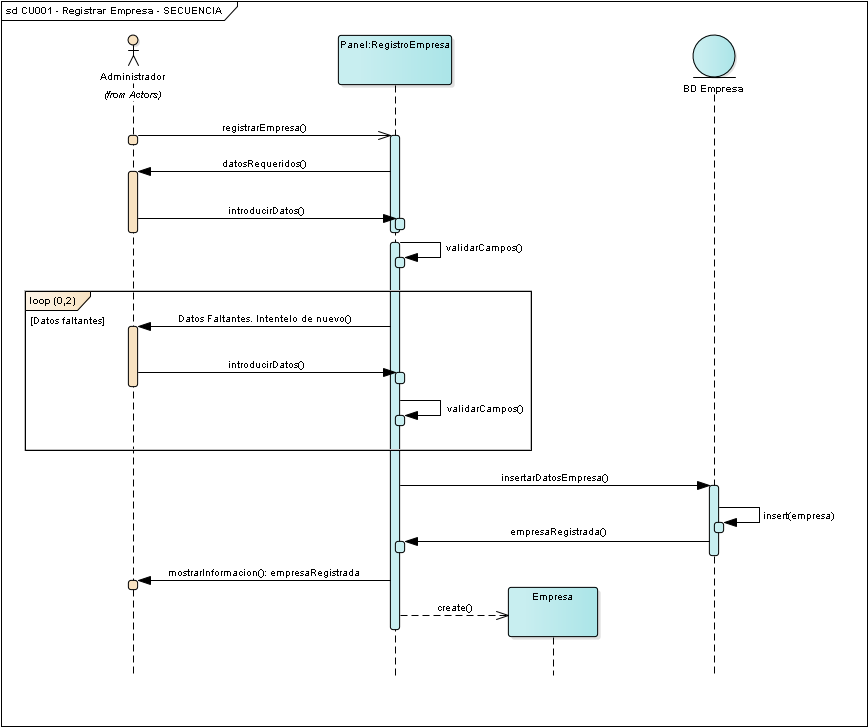 sd CU001 - Registrar Empresa - SECUENCIA
Panel:RegistroEmpresa
Administrador
(from Actors)
BD Empresa
registrarEmpresa()
datosRequeridos()
introducirDatos()
validarCampos()
loop (0,2)
[Datos faltantes]
Datos Faltantes. Intentelo de nuevo()
introducirDatos()
validarCampos()
insertarDatosEmpresa()
insert(empresa)
empresaRegistrada()
mostrarInformacion(): empresaRegistrada
Empresa
create()